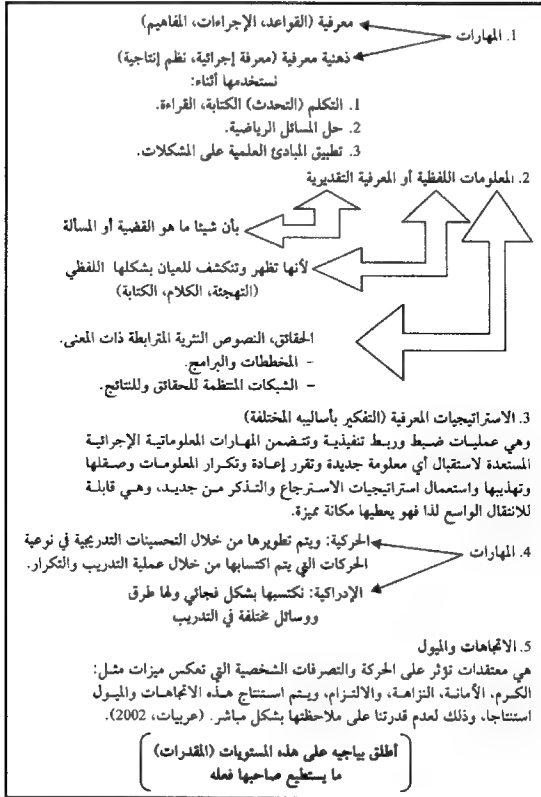 معرفية (القواعد، الإجراءات، المفاهيم)
1. المهارات
ذهنية معرفية (معرفة إجرائية، نظم إنتاجية)
نستخدمها أثناء:
1. التكلم (التحدث) الكتابة، القراءة.
2. حل المسائل الرياضية.
3. تطبيق المبادئ العلمية على المشكلات.
2. المعلومات اللفظية أو المعرفية التقديرية
بأن شيئا ما هو القضية أو المسألة
لأنها تظهر وتنكشف للعيان بشكلها اللفظي
(التهجئة، الكلام، الكتابة)
الحقائق، النصوص النثرية المترابطة ذات المعنى.
– المخططات والبرامج.
– الشبكات المنتظمة للحقائق وللنتائج.
3. الاستراتيجيات المعرفية (التفكير بأساليبه المختلفة)
وهي عمليات ضبط وربط تنفيذية وتتضمن المهارات المعلوماتية الإجرائية
المستعدة لاستقبال أي معلومة جديدة وتقرر إعادة وتكرار المعلومات وصقلها
وتهذيبها واستعمال استراتيجيات الاسترجاع والتذكر من جديد، وهي قابلة
للانتقال الواسع لذا فهو يعطيها مكانة مميزة.
4. المهارات
الحركية: ويتم تطويرها من خلال التحسينات التدريجية في نوعية
الحركات التي يتم اكتسابها من خلال عملية التدريب والتكرار.
الإدراكية: نكتسبها بشكل فجائي ولها طرق
ووسائل مختلفة في التدريب
5. الاتجاهات والميول
هي معتقدات تؤثر على الحركة والتصرفات الشخصية التي تعكس ميزات مثل:
الكرم، الأمانة، النزاهة، والالتزام، ويتم استنتاج هذه الاتجاهات والميول
استنتاجا، وذلك لعدم قدرتنا على ملاحظتها بشكل مباشر. (عربيات، 2002).
أطلق بياجيه على هذه المستويات (المقدرات)
ما يستطيع صاحبها فعله